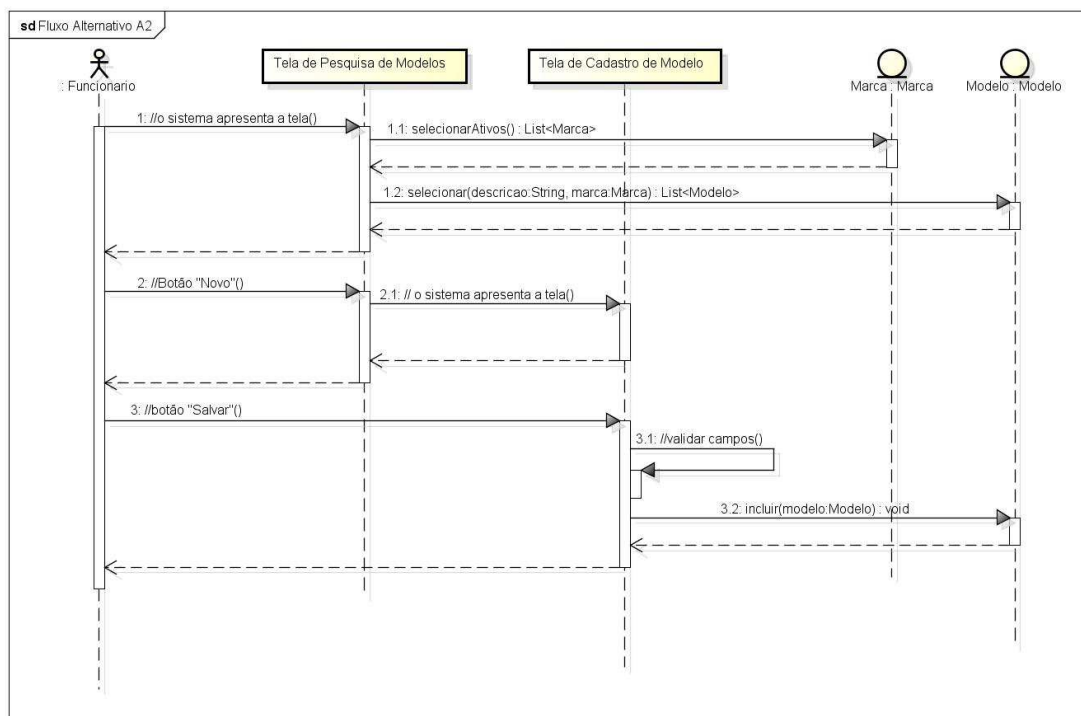 sd Fluxo Alternativo A2
: Funcionario
Tela de Pesquisa de Modelos
Tela de Cadastro de Modelo
Marca : Marca
Modelo : Modelo
1: //o sistema apresenta a tela()
1.1: selecionarAtivos() : List<Marca>
1.2: selecionar(descricao:String, marca:Marca) : List<Modelo>
2: //Botão "Novo"()
2.1: // o sistema apresenta a tela()
3: //botão "Salvar"()
3.1: //validar campos()
3.2: incluir(modelo:Modelo) : void